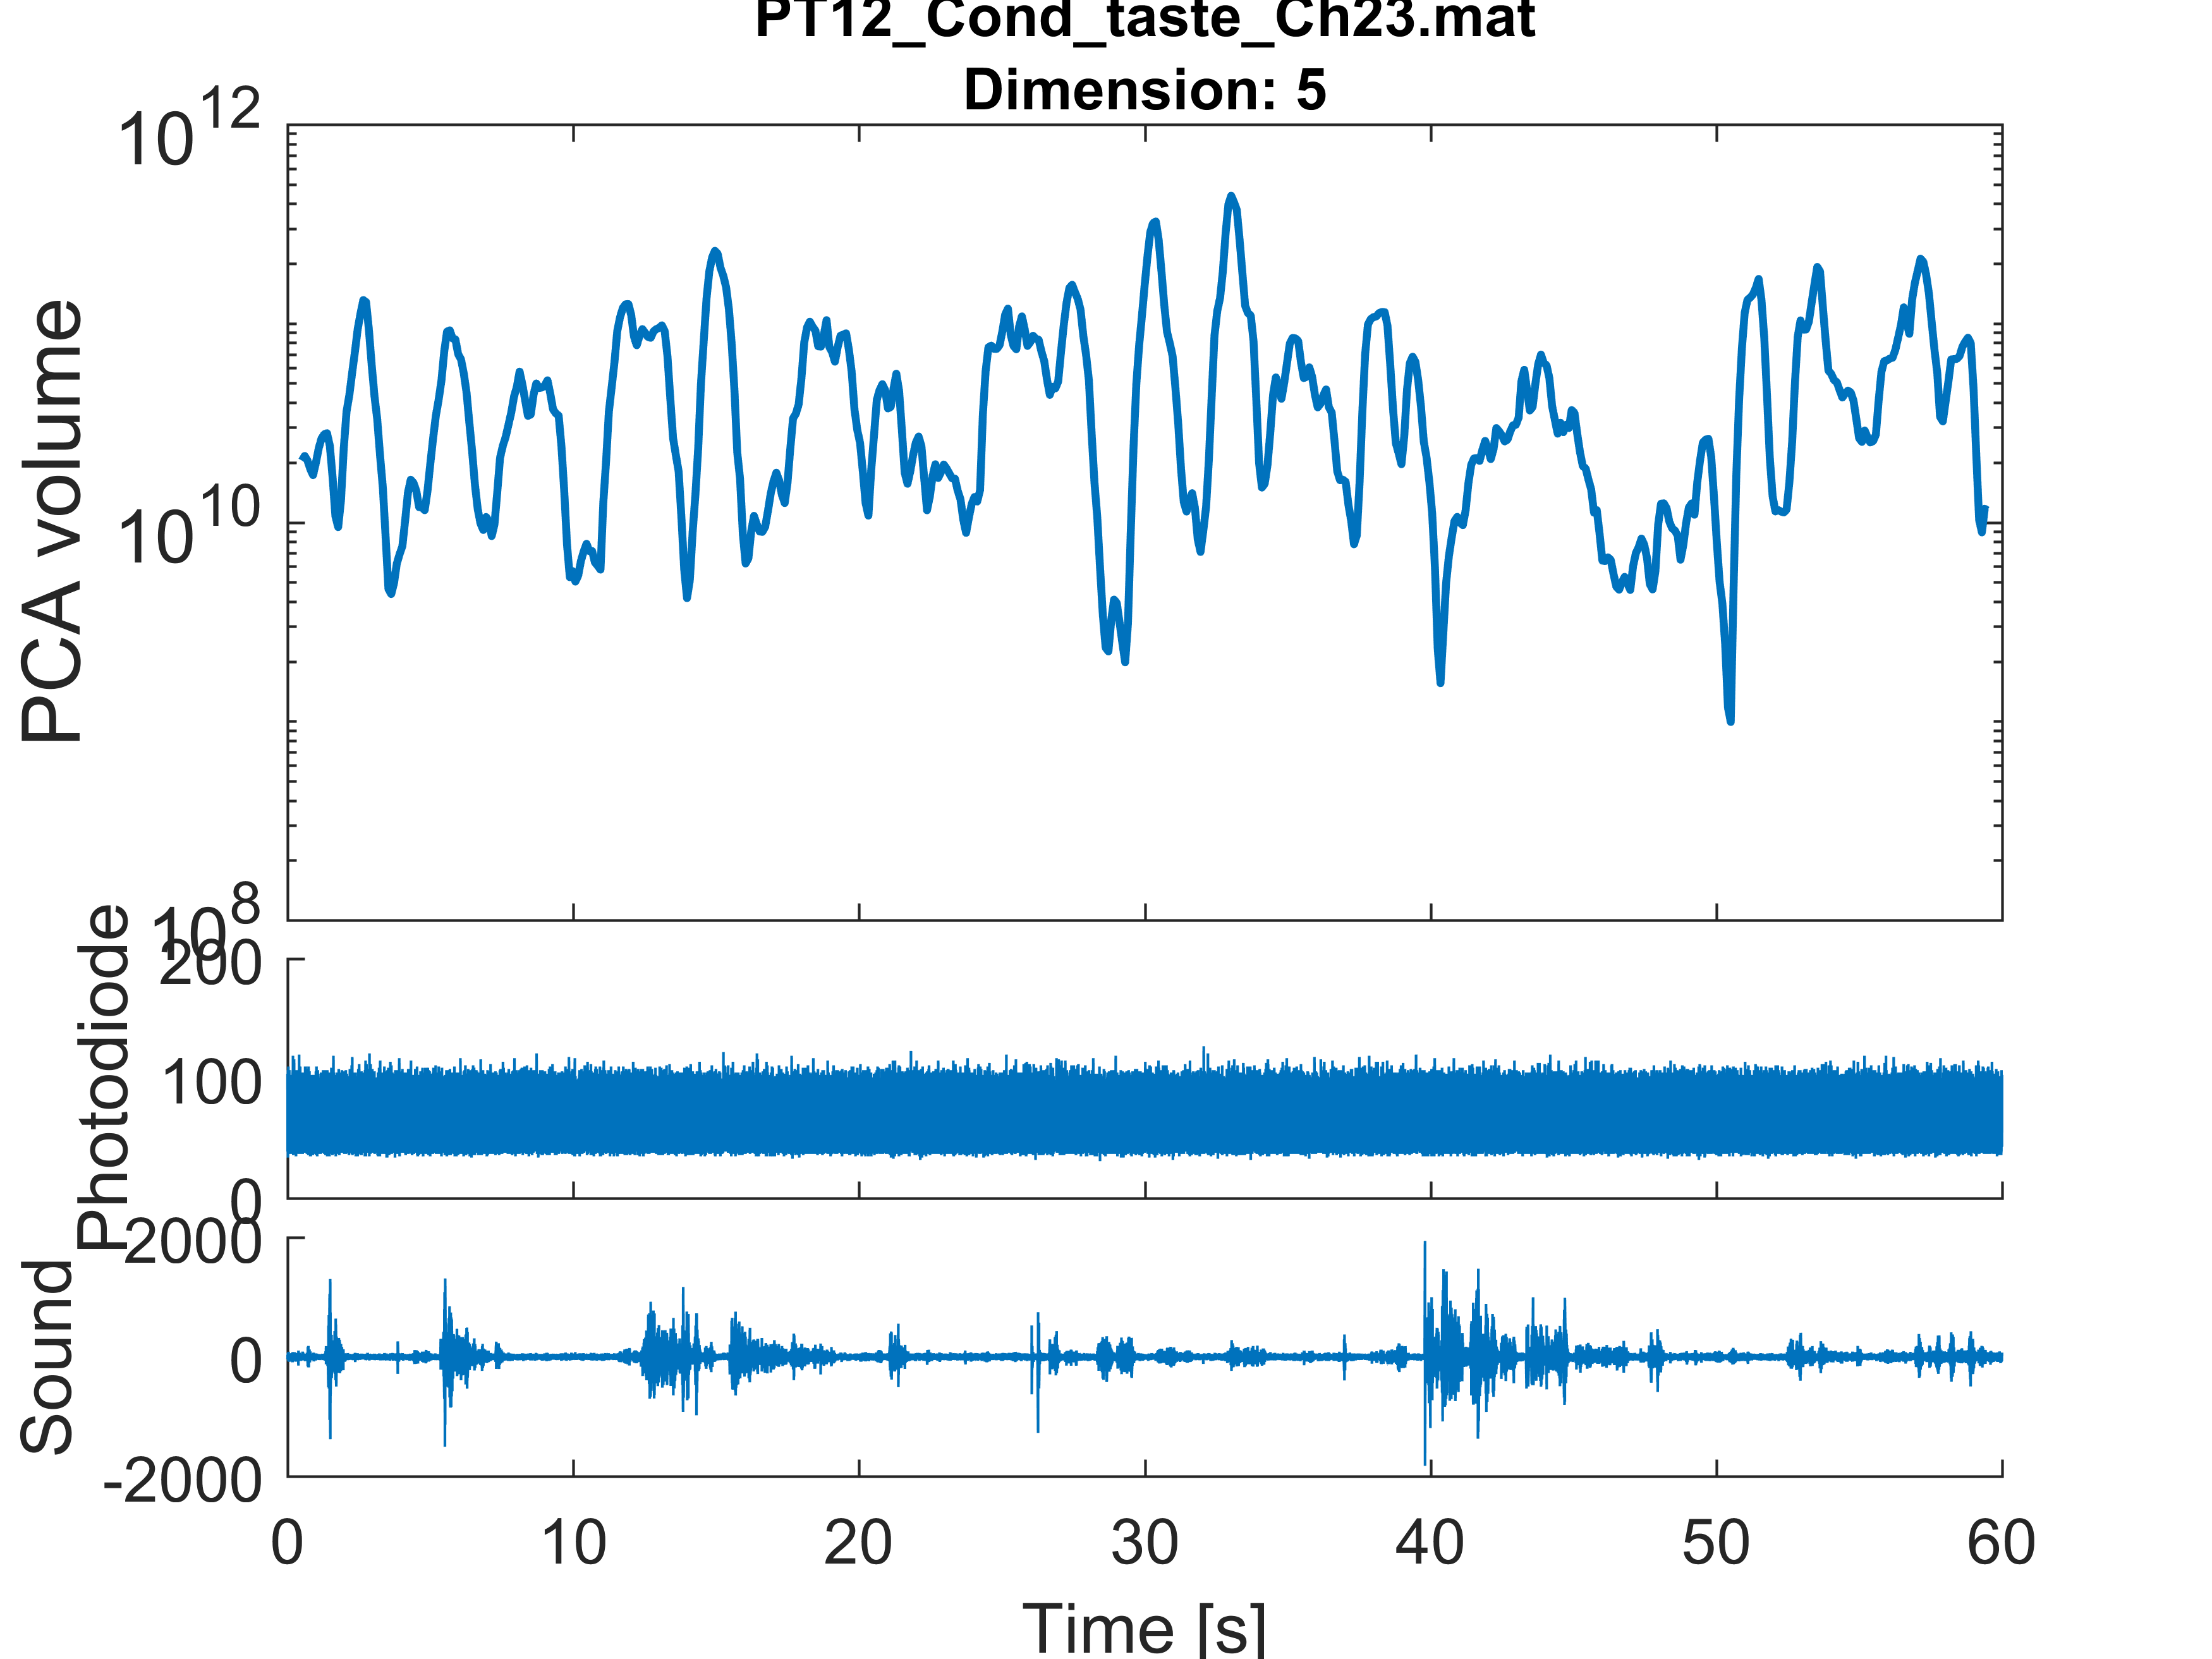 PT12_Cond_taste_Ch23.mat
Dimension: 5
PCA volume
10^12
10^10
10^8
Photodiode
200
100
0
Sound
2000
0
-2000
0 10 20 30 40 50 60
Time [s]